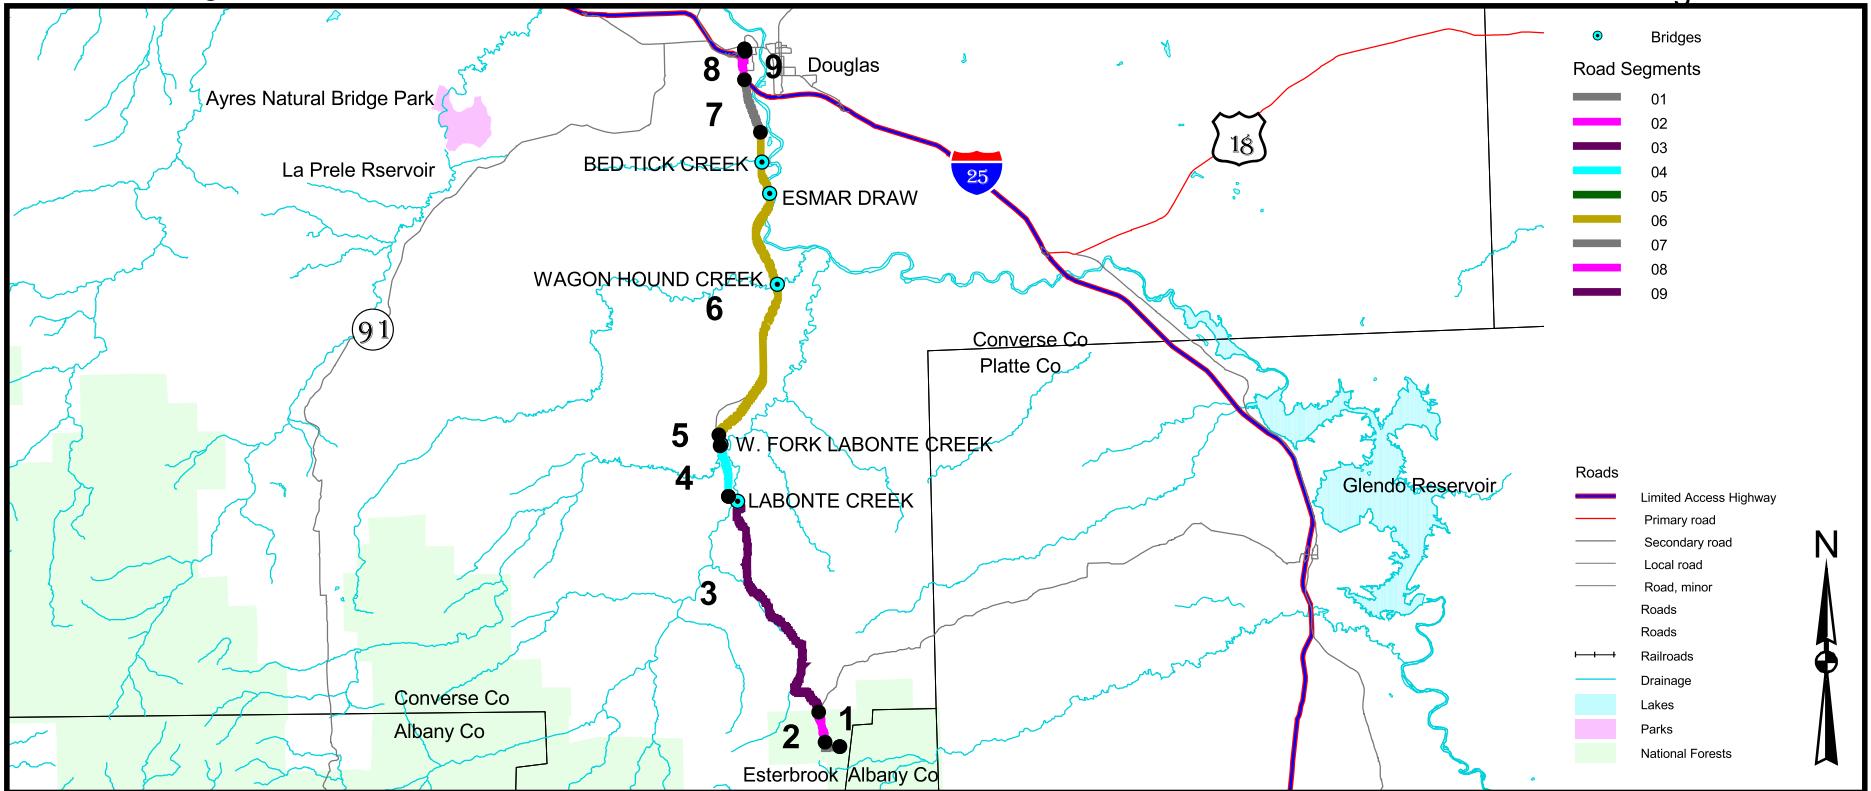 Douglas
Ayres Natural Bridge Park
La Prele Rservoir
8
9
7
BED TICK CREEK
ESMAR DRAW
WAGON HOUND CREEK
6
91
25
18
Converse Co
Platte Co
5
W. FORK LABONTE CREEK
4
LABONTE CREEK
Glendo Reservoir
3
Converse Co
Albany Co
1
2
Esterbrook
Albany Co
Bridges
Road Segments
01
02
03
04
05
06
07
08
09
Roads
Limited Access Highway
Primary road
Secondary road
Local road
Road, minor
Roads
Roads
Railroads
Drainage
Lakes
Parks
National Forests
N